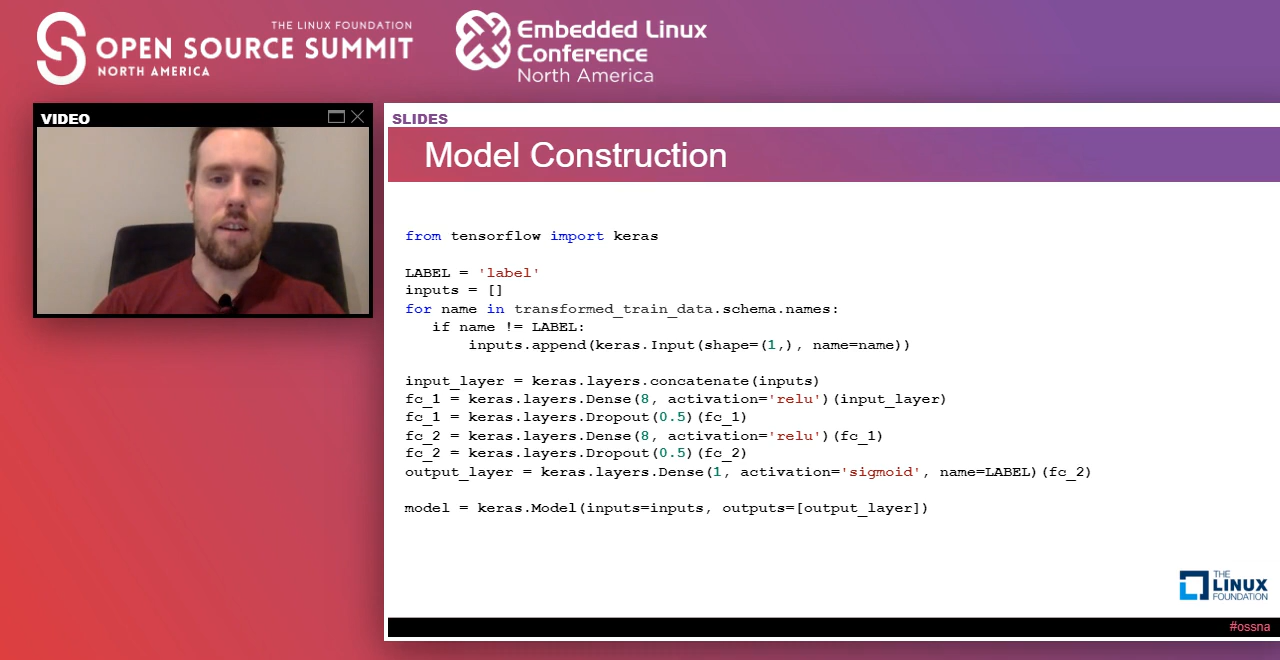 THE LINUX FOUNDATION
OPEN SOURCE SUMMIT
NORTH AMERICA
Embedded Linux
Conference
North America
VIDEO
SLIDES
Model Construction
from tensorflow import keras
LABEL = 'label'
inputs = []
for name in transformed_train_data.schema.names:
if name != LABEL:
inputs.append(keras.Input(shape=(1,), name=name))
input_layer = keras.layers.concatenate(inputs)
fc_1 = keras.layers.Dense(8, activation='relu')(input_layer)
fc_1 = keras.layers.Dropout(0.5)(fc_1)
fc_2 = keras.layers.Dense(8, activation='relu')(fc_1)
fc_2 = keras.layers.Dropout(0.5)(fc_2)
output_layer = keras.layers.Dense(1, activation='sigmoid', name=LABEL)(fc_2)
model = keras.Model(inputs=inputs, outputs=[output_layer])
THE
LINUX
FOUNDATION
#ossna